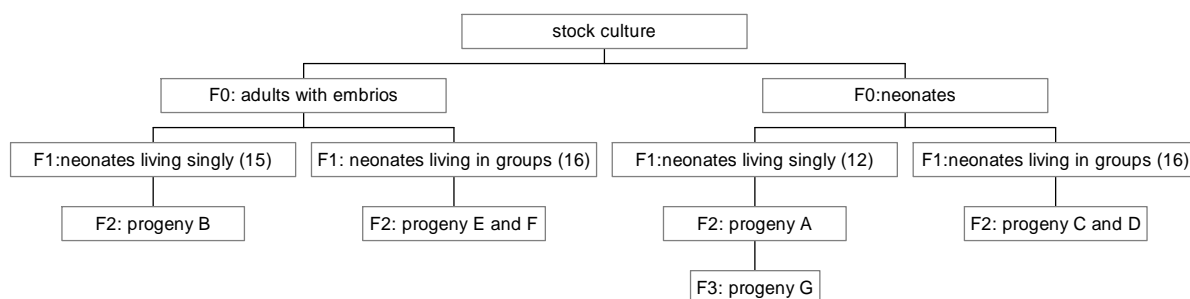 stock culture
F0: adults with embrios
F0:neonates
F1:neonates living singly (15)
F1: neonates living in groups (16)
F1:neonates living singly (12)
F1:neonates living in groups (16)
F2: progeny B
F2: progeny E and F
F2: progeny A
F2: progeny C and D
F3: progeny G